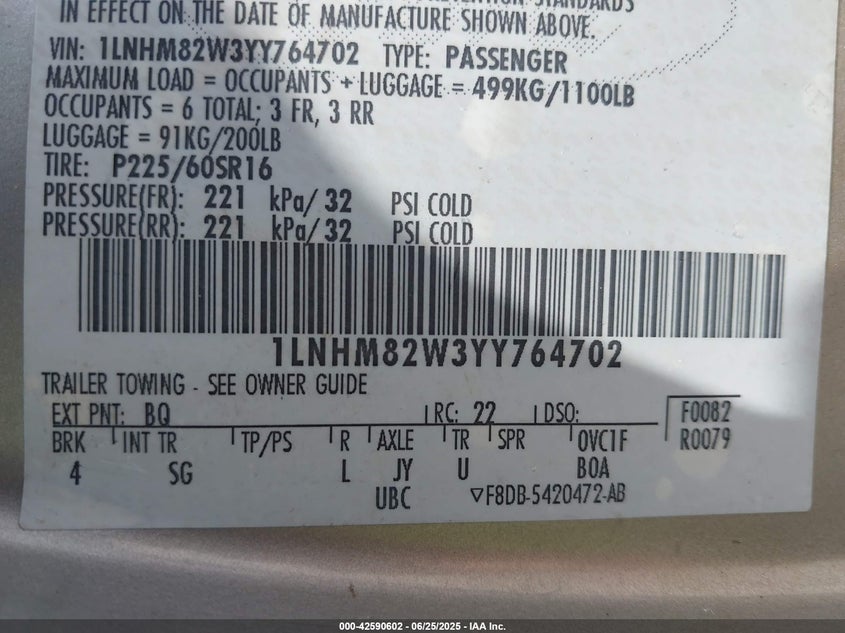 STANDARDS
IN EFFECT ON THE DATE OF MANUFACTURE SHOWN ABOVE.
VIN: 1LNHM82W3YY764702 TYPE: PASSENGER
MAXIMUM LOAD = OCCUPANTS + LUGGAGE = 499KG/1100LB
OCCUPANTS = 6 TOTAL; 3 FR, 3 RR
LUGGAGE = 91KG/200LB
TIRE: P225/60SR16
PRESSURE(FR): 221 kPa/ 32 PSI COLD
PRESSURE(RR): 221 kPa/ 32 PSI COLD
1LNHM82W3YY764702
TRAILER TOWING - SEE OWNER GUIDE
EXT PNT: BQ RC: 22 DSO: F0082
BRK INT TR TP/PS R AXLE TR SPR OVC1F R0079
4 SG L JY U BOA
UBC ▽F8DB-5420472-AB
000-42590602 - 06/25/2025 - IAA Inc.